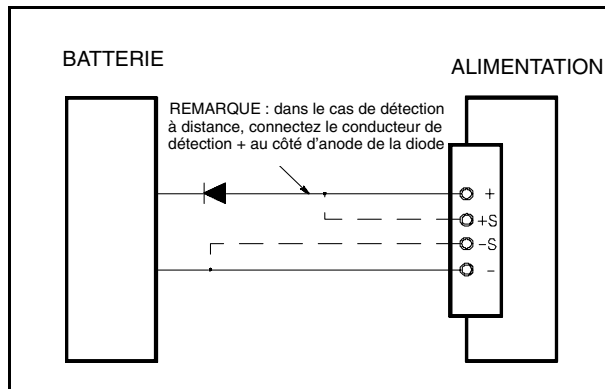 BATTERIE
ALIMENTATION
REMARQUE : dans le cas de détection
à distance, connectez le conducteur de
détection + au côté d'anode de la diode
+
+S
-S
-